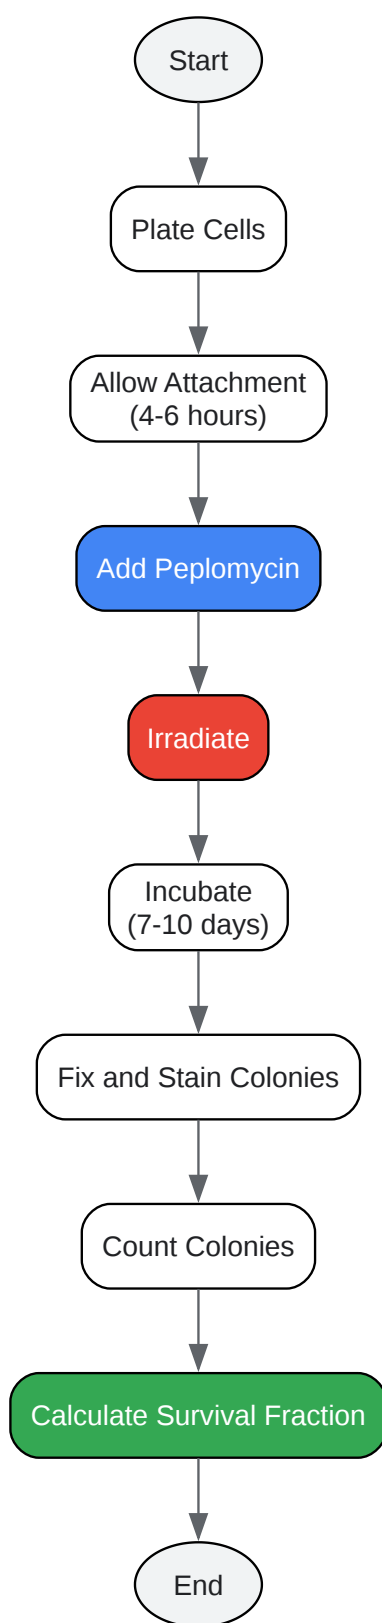 Start
Plate Cells
Allow Attachment
(4-6 hours)
Add Peplomycin
Irradiate
Incubate
(7-10 days)
Fix and Stain Colonies
Count Colonies
Calculate Survival Fraction
End